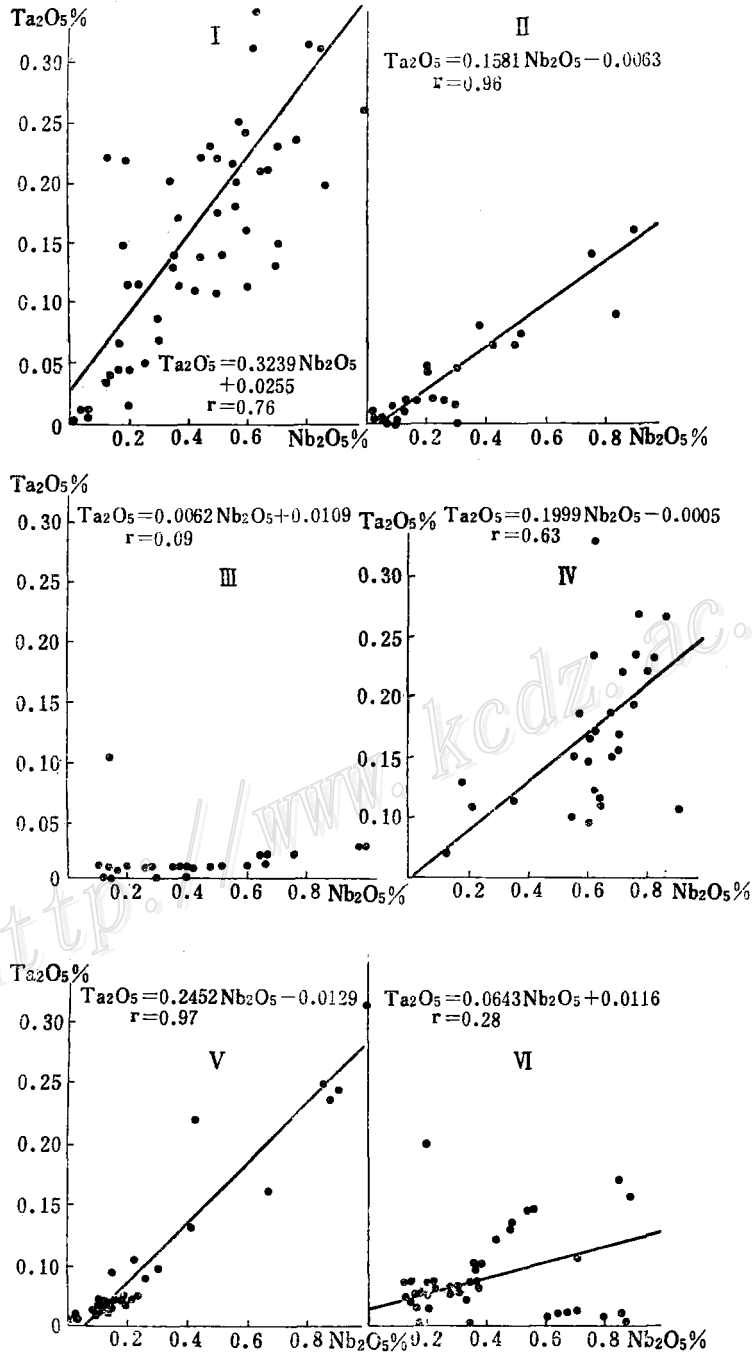 Ta2O5%
I
0.30
0.25
0.20
0.15
0.10
0.05
0
Ta2O5=0.3239Nb2O5
+0.0255
r=0.76
0.2 0.4 0.6 Nb2O5%
II
Ta2O5=0.1581Nb2O5−0.0063
r=0.96
0.2 0.4 0.6 0.8 Nb2O5%
Ta2O5%
0.30
0.25
0.20
0.15
0.10
0.05
0
Ta2O5=0.0062Nb2O5+0.0109
r=0.09
III
0.2 0.4 0.6 0.8 Nb2O5%
Ta2O5%
Ta2O5=0.1999Nb2O5−0.0005
r=0.63
IV
0.30
0.25
0.20
0.15
0.10
0.2 0.4 0.6 0.8 Nb2O5%
Ta2O5%
0.30
0.25
0.20
0.15
0.10
0
Ta2O5=0.2452Nb2O5−0.0129
r=0.97
V
0.2 0.4 0.6 0.8 Nb2O5%
Ta2O5=0.0643Nb2O5+0.0116
r=0.28
VI
0.2 0.4 0.6 0.8 Nb2O5%
http://www.kcdz.ac.